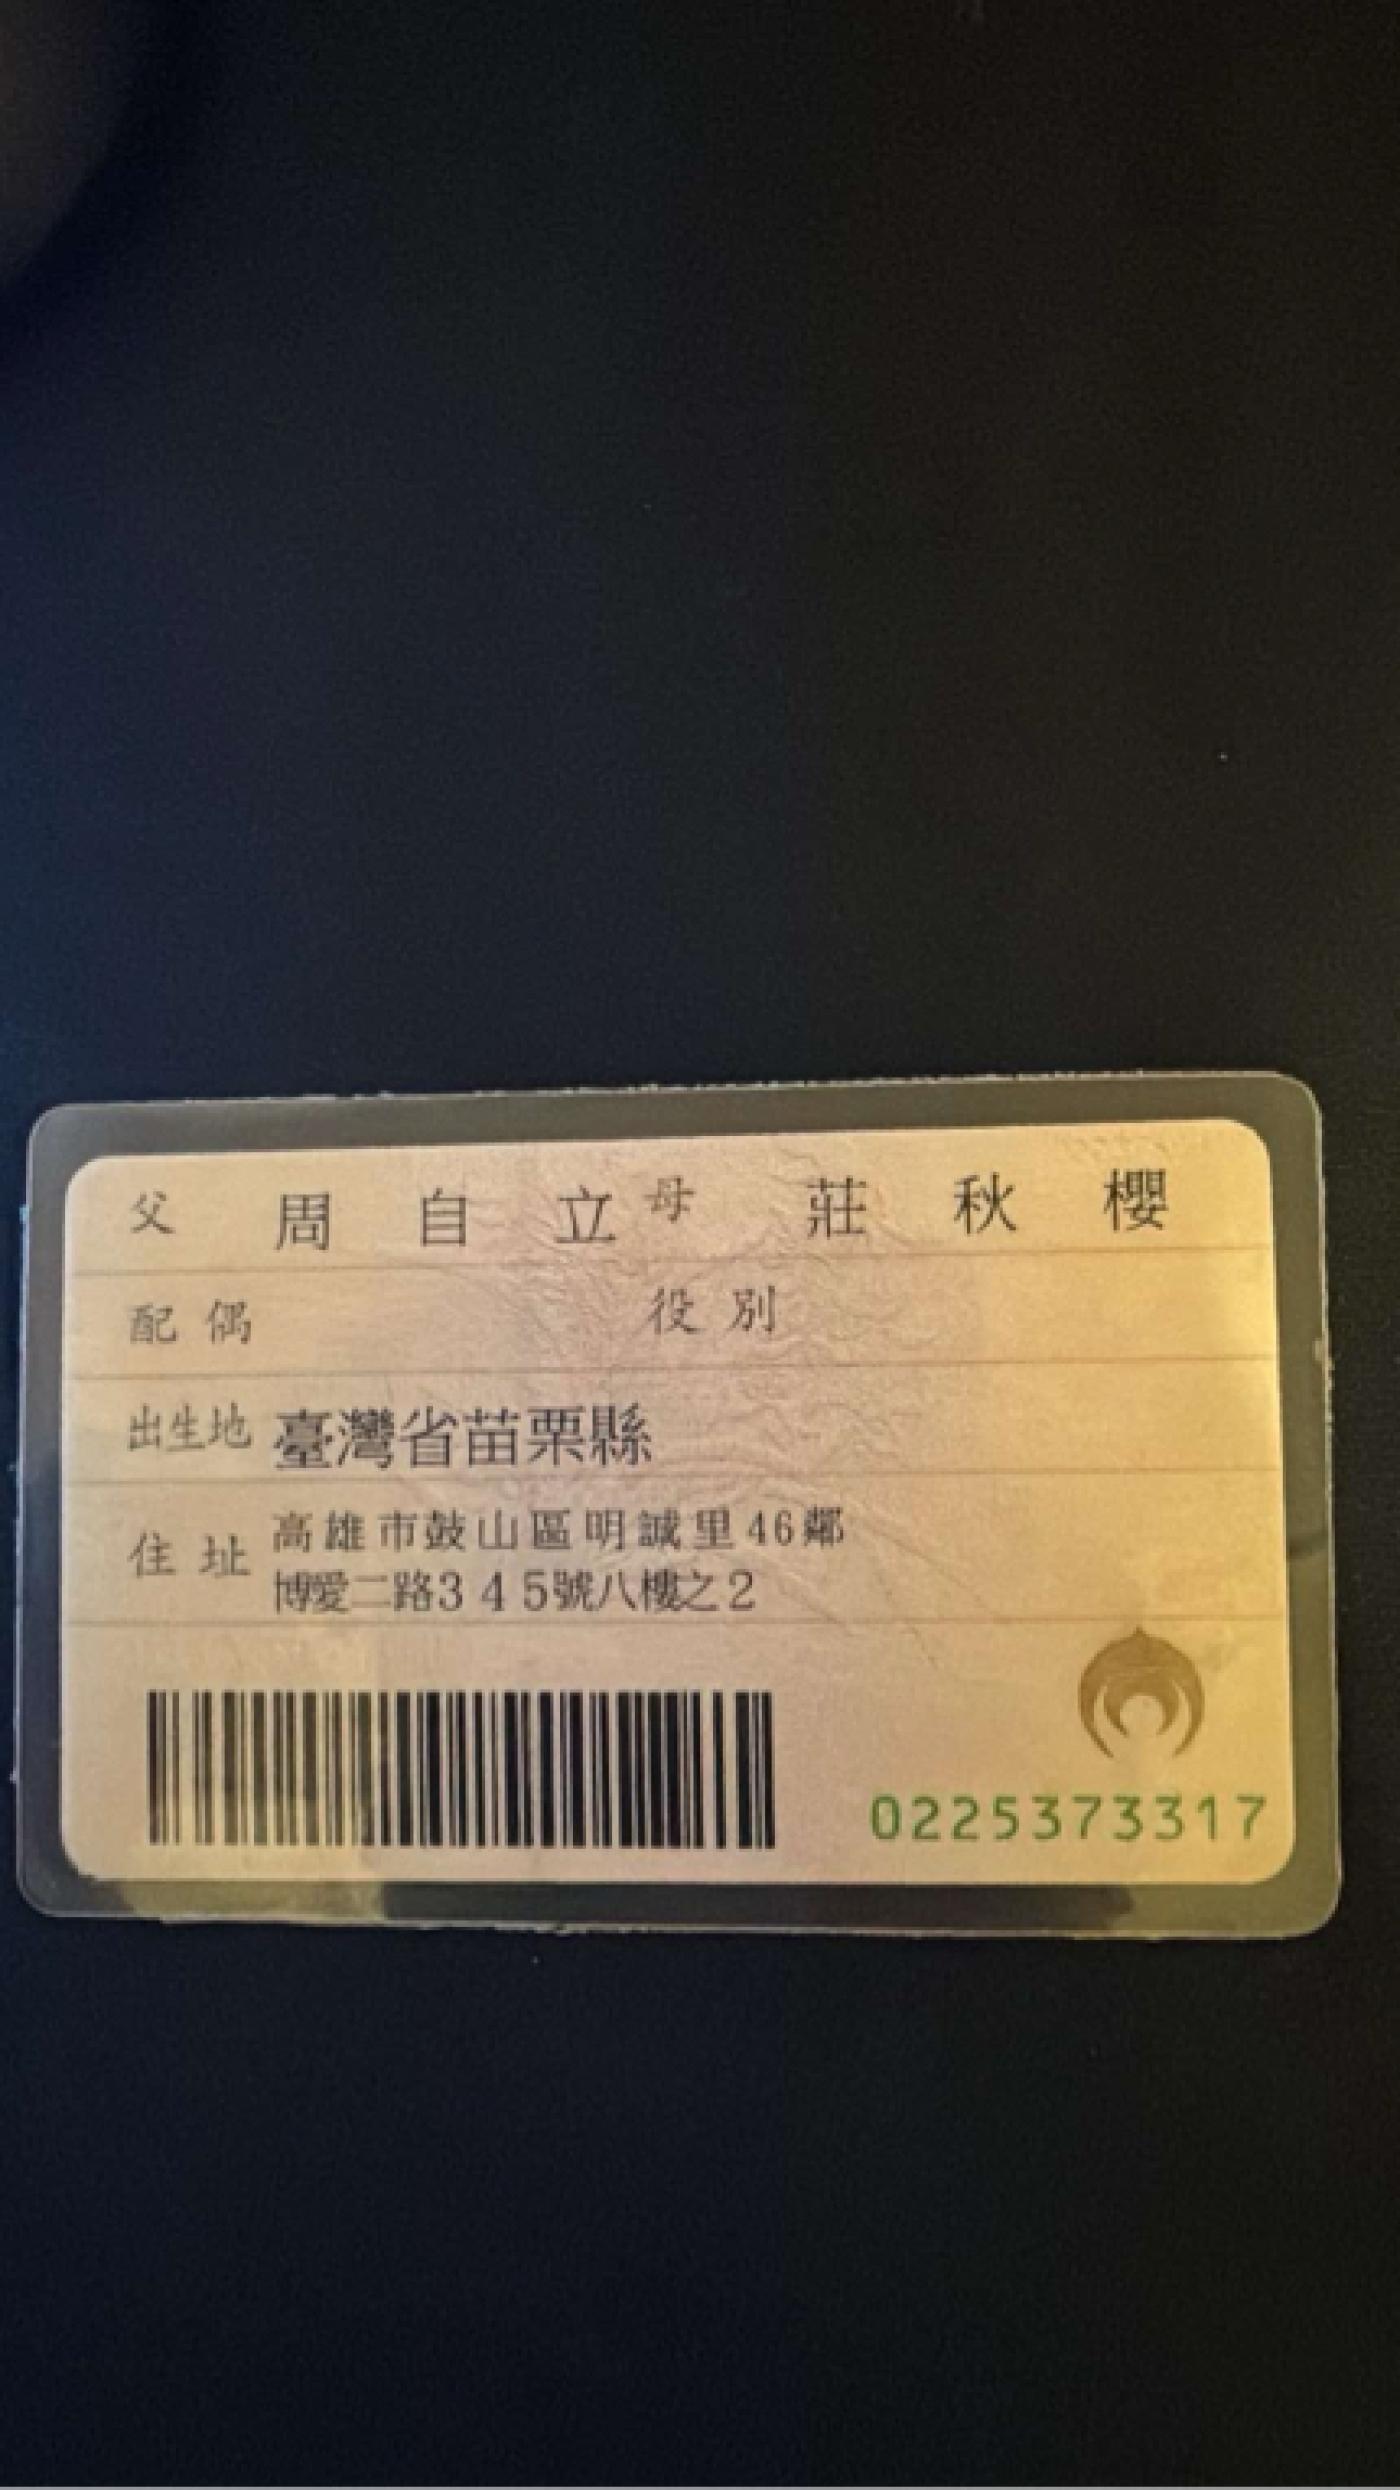 父 周自立 母 莊秋櫻
配偶 役別
出生地 臺灣省苗栗縣
住址 高雄市鼓山區明誠里46鄰
博愛二路345號八樓之2
0225373317